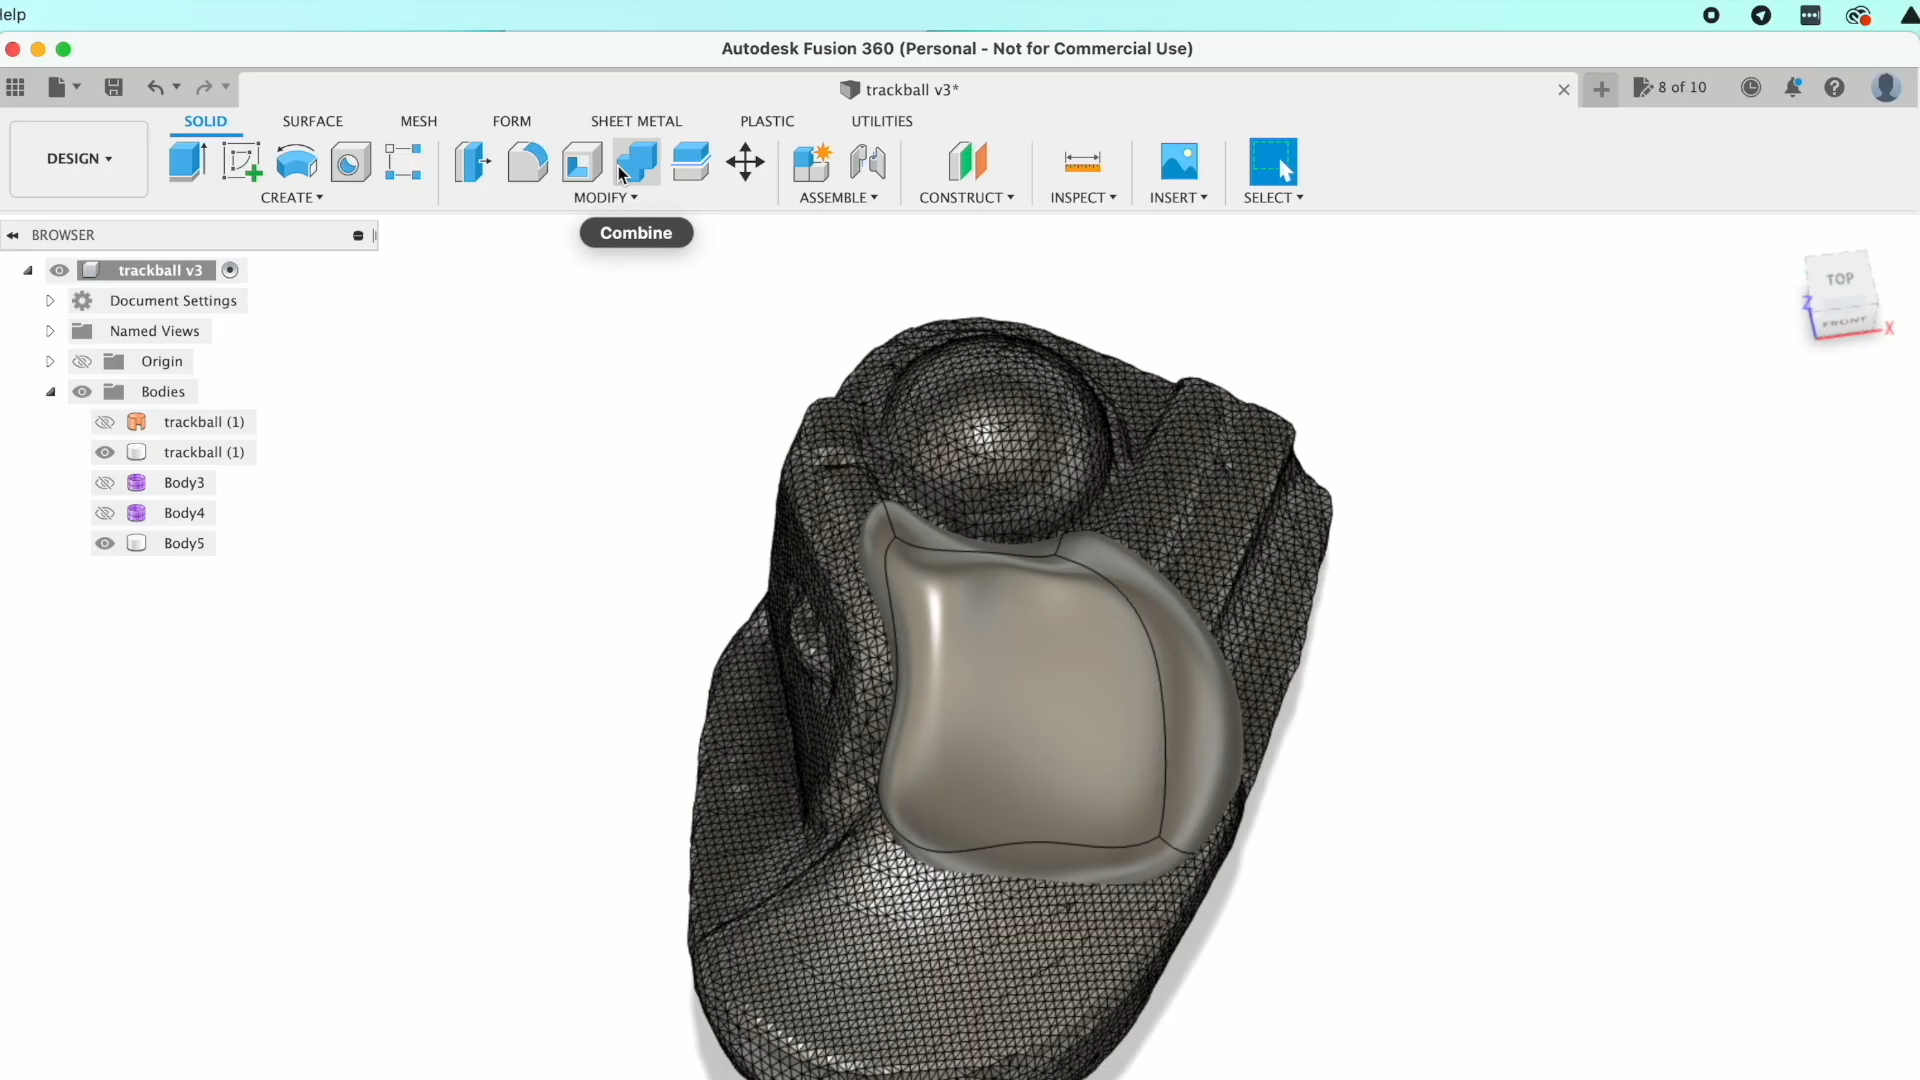 Help
Autodesk Fusion 360 (Personal - Not for Commercial Use)
trackball v3*
8 of 10
SOLID SURFACE MESH FORM SHEET METAL PLASTIC UTILITIES
DESIGN
CREATE MODIFY ASSEMBLE CONSTRUCT INSPECT INSERT SELECT
Combine
BROWSER
trackball v3
Document Settings
Named Views
Origin
Bodies
trackball (1)
trackball (1)
Body3
Body4
Body5
TOP
FRONT
Z
X